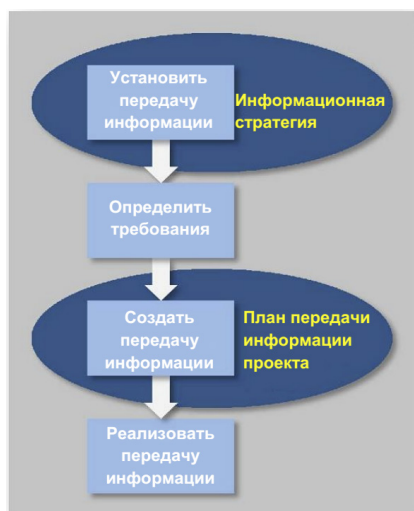 Установить
передачу
информации
Информационная
стратегия
Определить
требования
Создать
передачу
информации
План передачи
информации
проекта
Реализовать
передачу
информации